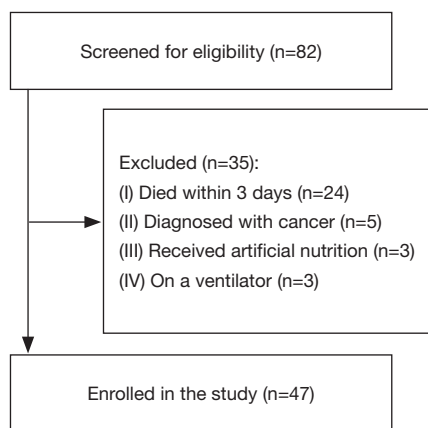 Screened for eligibility (n=82)
Excluded (n=35):
(I) Died within 3 days (n=24)
(II) Diagnosed with cancer (n=5)
(III) Received artificial nutrition (n=3)
(IV) On a ventilator (n=3)
Enrolled in the study (n=47)